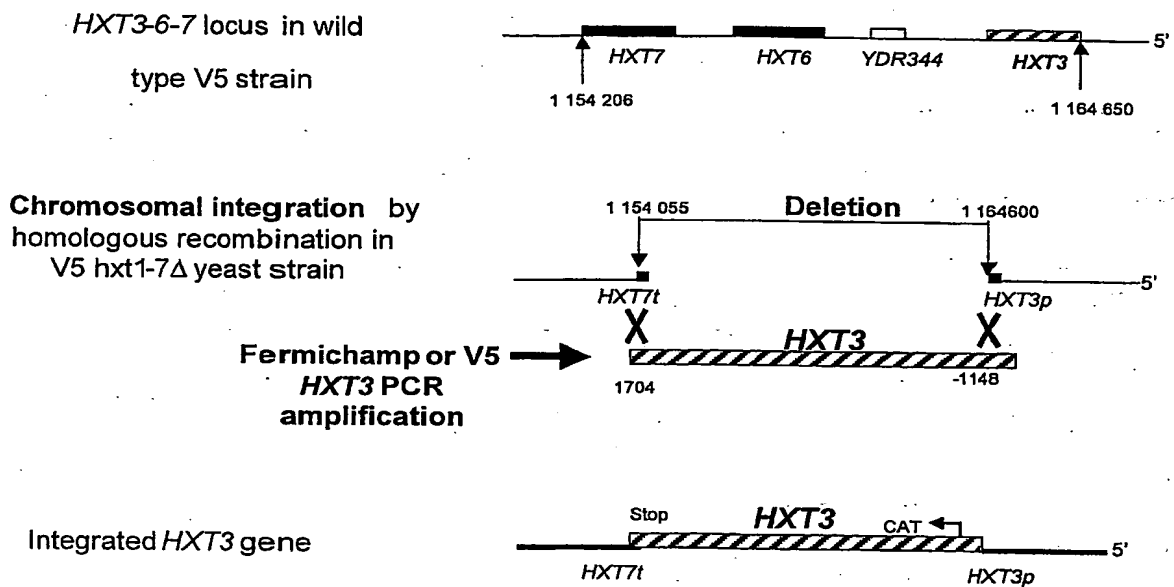 HXT3-6-7 locus in wild
type V5 strain
5'
HXT7 HXT6 YDR344 HXT3
1 154 206 1 164 650
Chromosomal integration by
homologous recombination in
V5 hxt1-7Δ yeast strain
1 154 055 Deletion 1 164600
5'
HXT7t HXT3p
Fermichamp or V5
HXT3 PCR
amplification
HXT3
1704 -1148
Integrated HXT3 gene
Stop HXT3 CAT
5'
HXT7t HXT3p